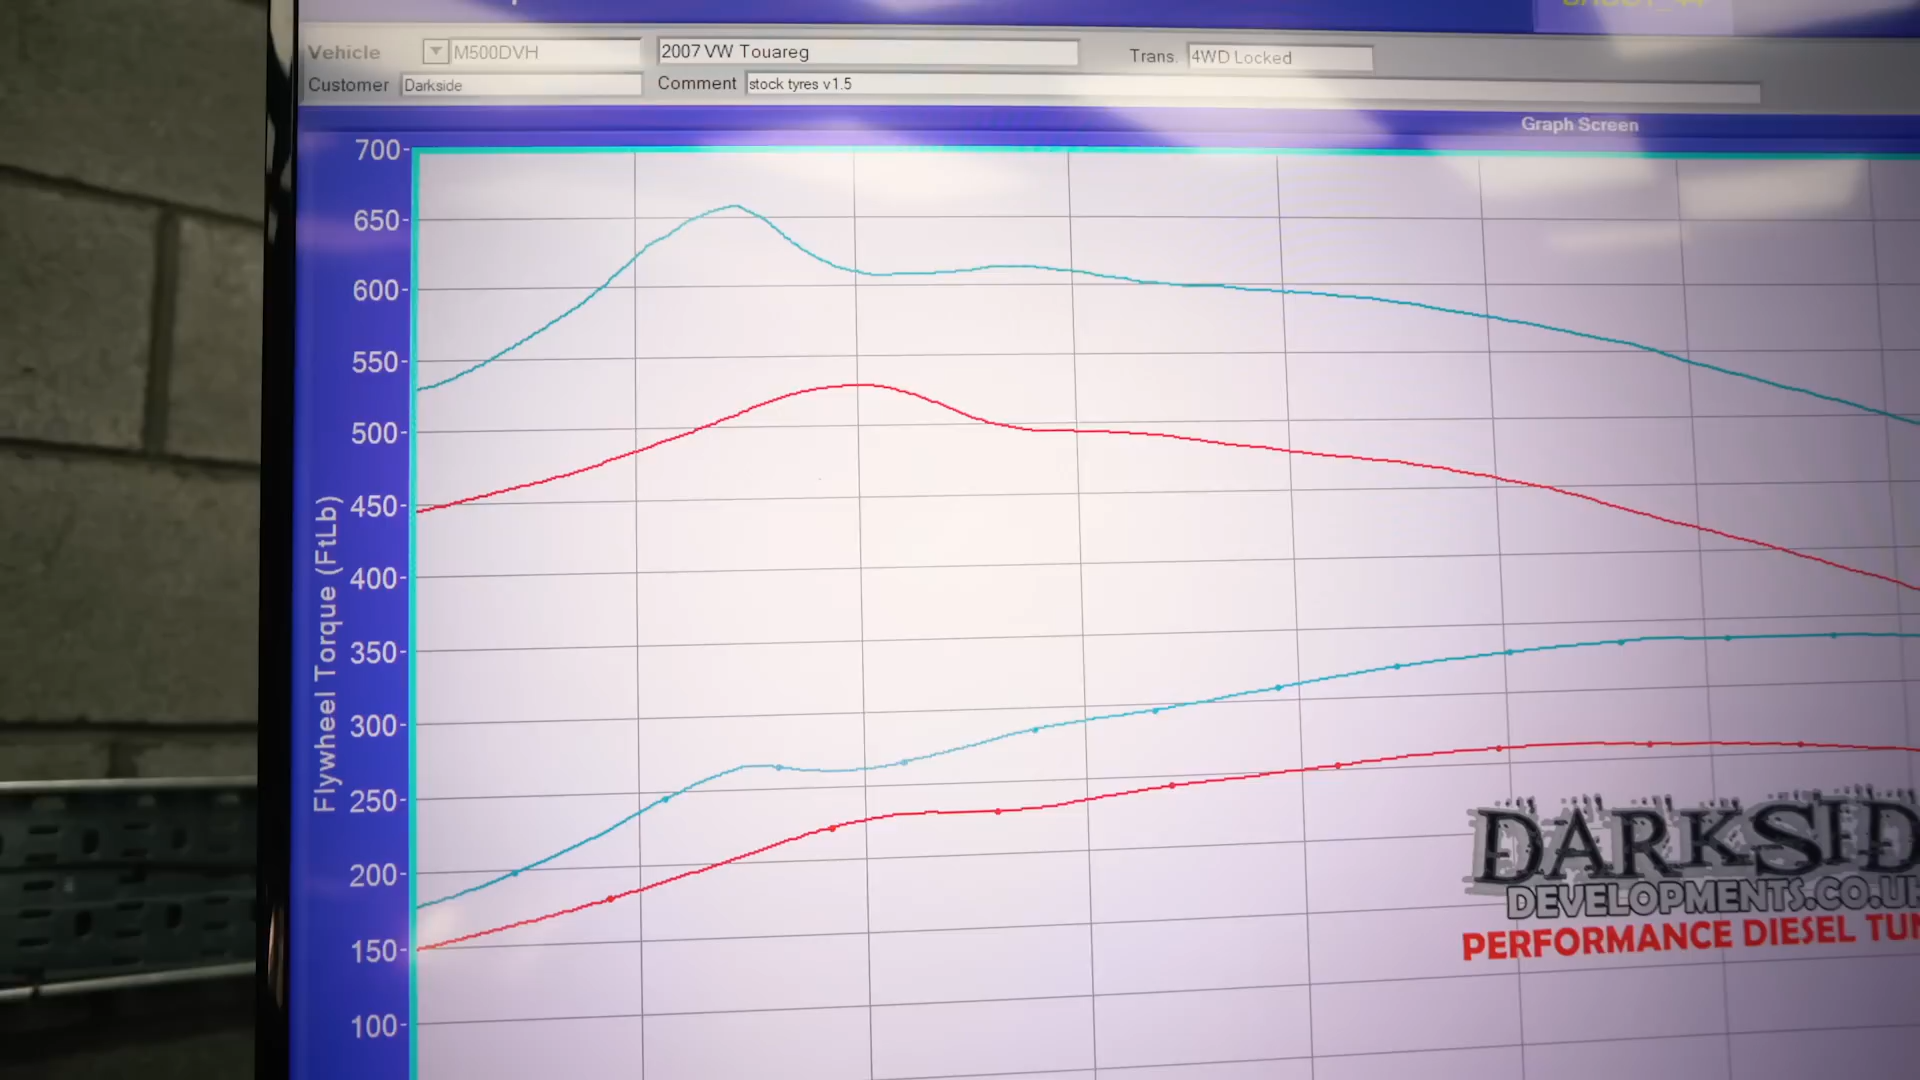 Vehicle M500DVH 2007 VW Touareg Trans. 4WD Locked
Customer Darkside Comment stock tyres v1.5
Graph Screen
700
650
600
550
500
450
400
350
300
250
200
150
100
Flywheel Torque (FtLb)
DARKSID
DEVELOPMENTS.CO.UK
PERFORMANCE DIESEL TUN